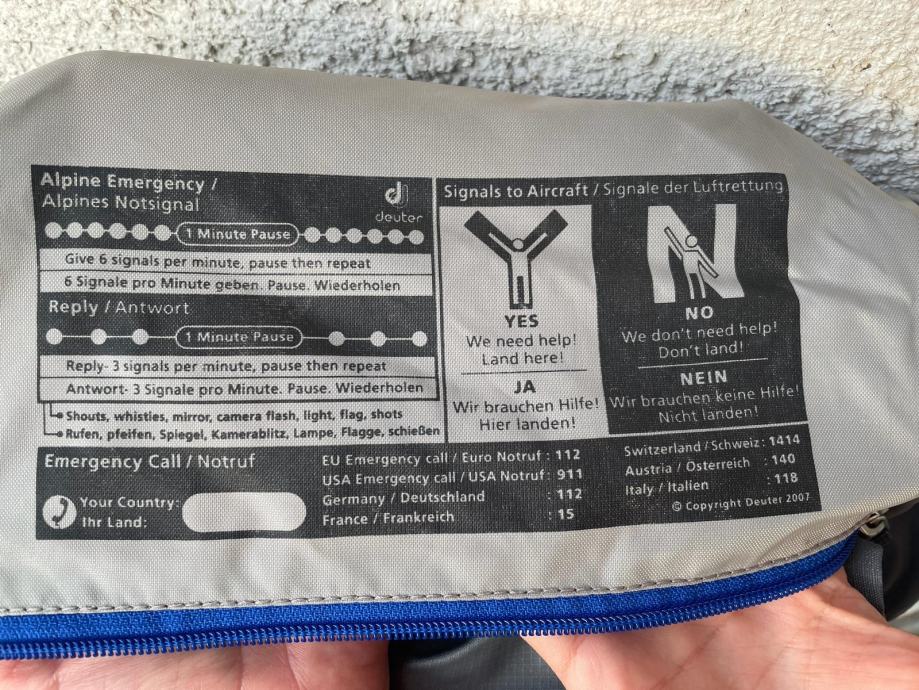 Alpine Emergency /
Alpines Notsignal
deuter
1 Minute Pause
Give 6 signals per minute, pause then repeat
6 Signale pro Minute geben. Pause. Wiederholen
Reply / Antwort
1 Minute Pause
Reply- 3 signals per minute, pause then repeat
Antwort- 3 Signale pro Minute. Pause. Wiederholen
Shouts, whistles, mirror, camera flash, light, flag, shots
Rufen, pfeifen, Spiegel, Kamerablitz, Lampe, Flagge, schießen
Signals to Aircraft / Signale der Luftrettung
YES
We need help!
Land here!
JA
Wir brauchen Hilfe!
Hier landen!
N
NO
We don't need help!
Don't land!
NEIN
Wir brauchen keine Hilfe!
Nicht landen!
Emergency Call / Notruf
Your Country:
Ihr Land:
EU Emergency call / Euro Notruf : 112
USA Emergency call / USA Notruf : 911
Germany / Deutschland : 112
France / Frankreich : 15
Switzerland / Schweiz : 1414
Austria / Österreich : 140
Italy / Italien : 118
© Copyright Deuter 2007